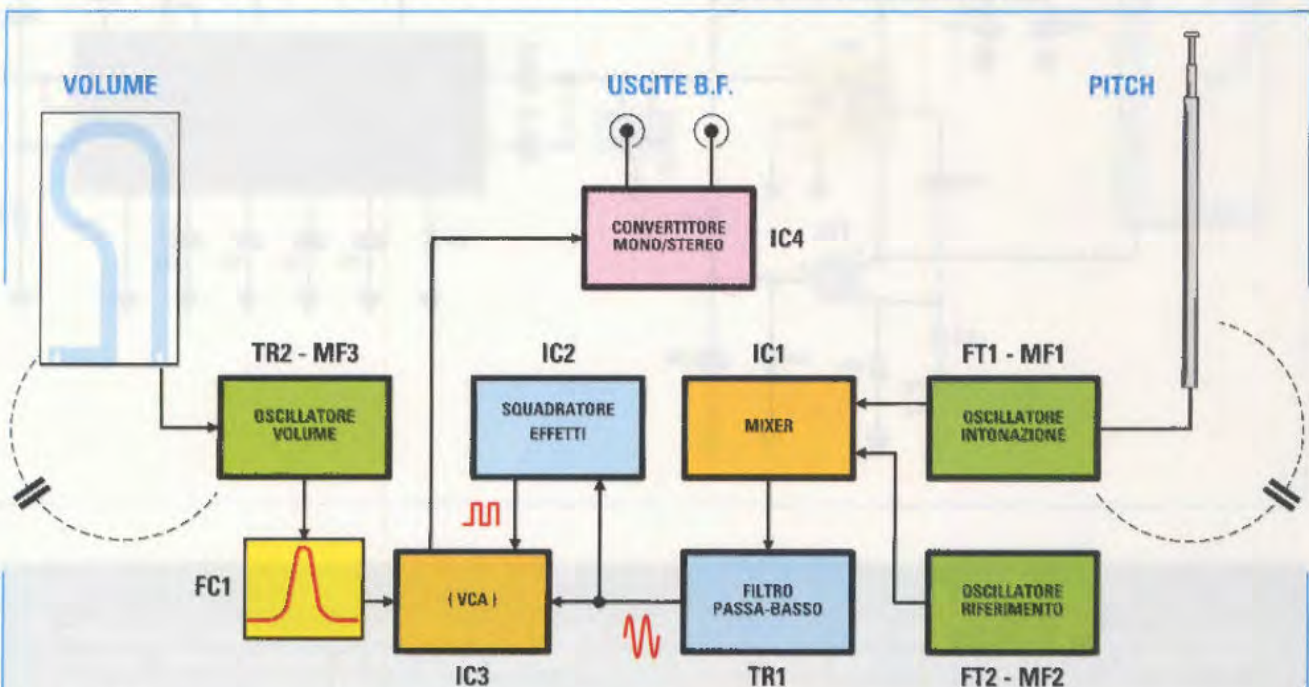 VOLUME
USCITE B.F.
PITCH
CONVERTITORE
MONO/STEREO
IC4
TR2 - MF3
IC2
IC1
FT1 - MF1
OSCILLATORE
VOLUME
SQUADRATORE
EFFETTI
MIXER
OSCILLATORE
INTONAZIONE
FC1
( VCA )
FILTRO
PASSA-BASSO
OSCILLATORE
RIFERIMENTO
IC3
TR1
FT2 - MF2